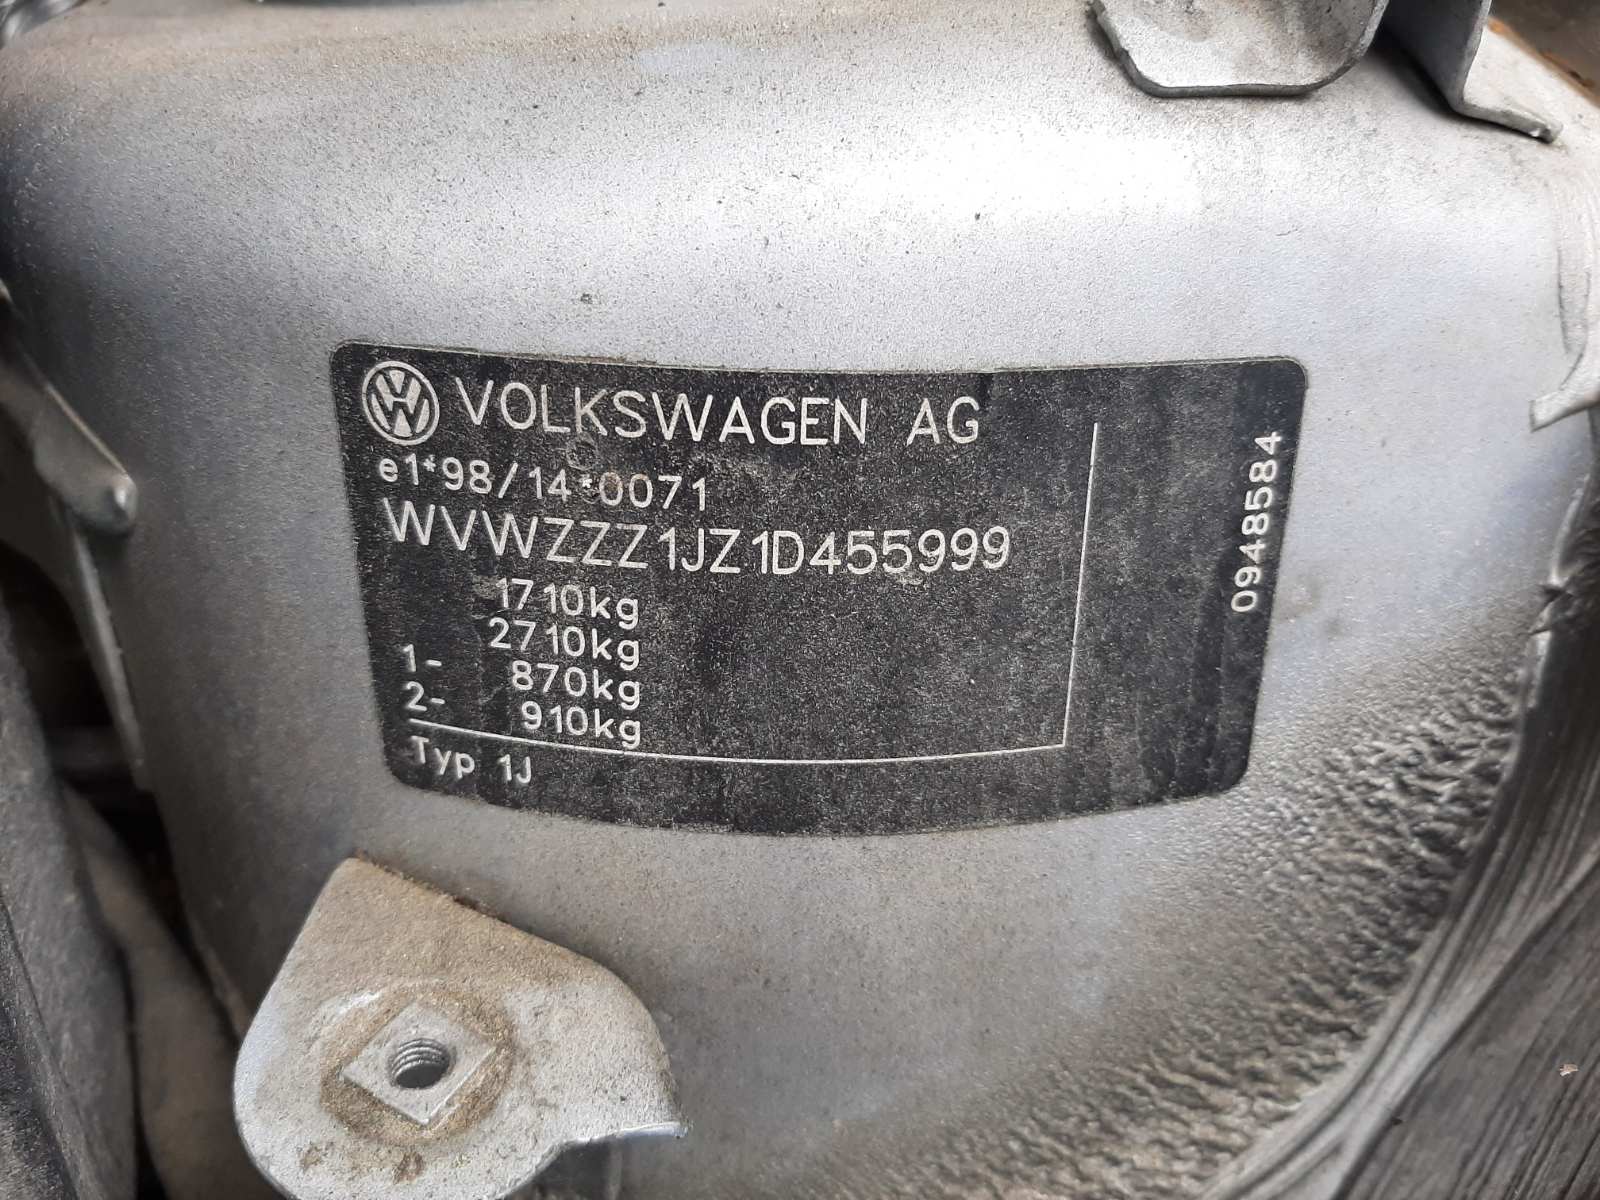 VOLKSWAGEN AG
e1*98/14*0071
WVWZZZ1JZ1D455999
1710kg
2710kg
1- 870kg
2- 910kg
Typ 1J
0948584